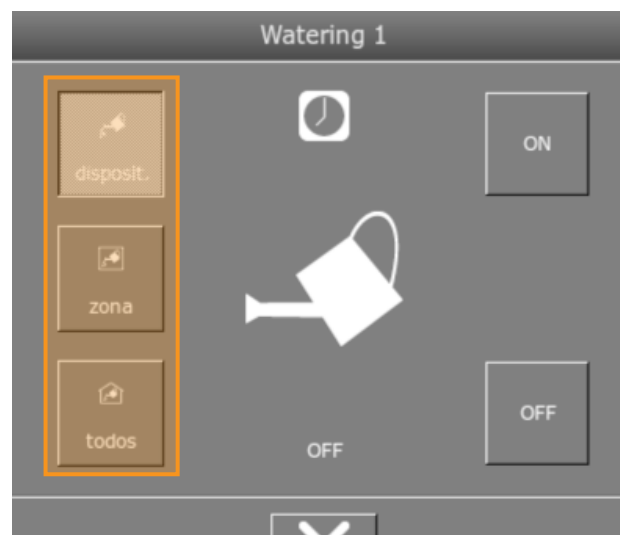 Watering 1
disposit.
zona
todos
OFF
ON
OFF